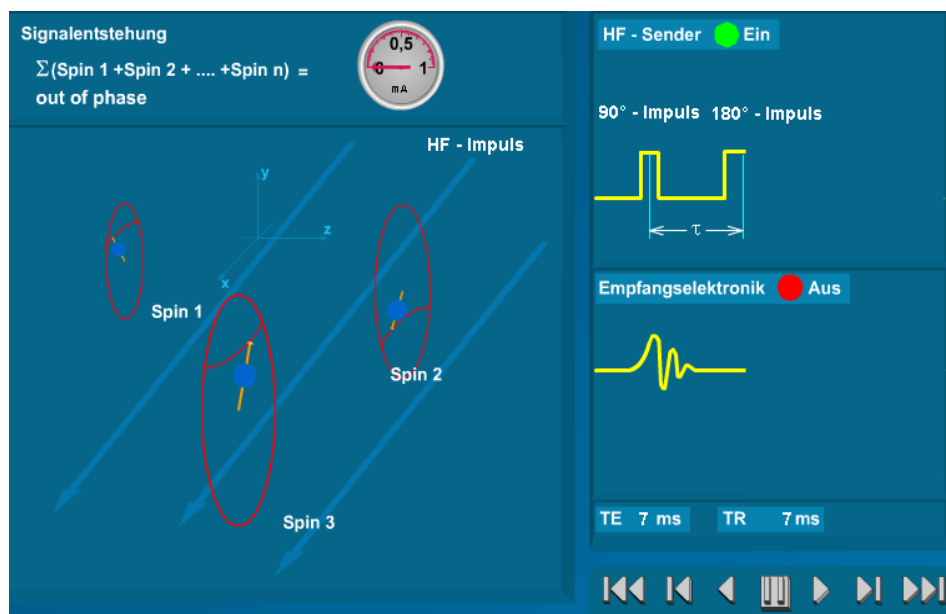 Signalentstehung
Σ(Spin 1 +Spin 2 + .... +Spin n) =
out of phase
0,5
0 1
mA
HF - Impuls
y
z
x
Spin 1
Spin 2
Spin 3
HF - Sender Ein
90° - Impuls 180° - Impuls
τ
Empfangselektronik Aus
TE 7 ms TR 7 ms